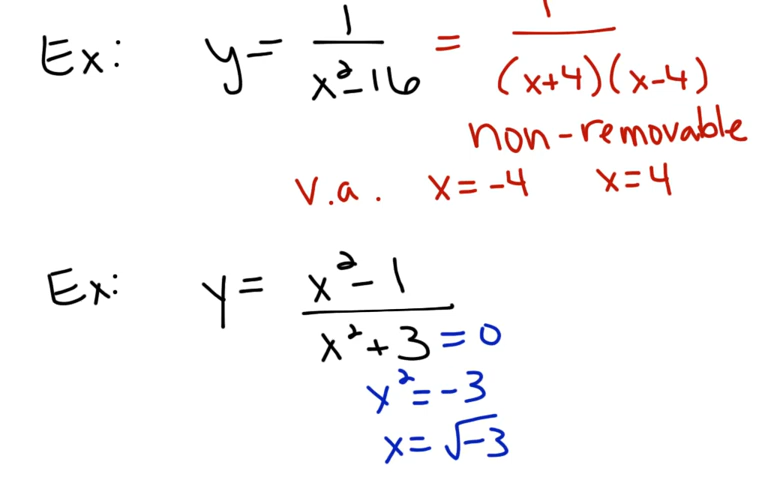 Ex: y = 1/(x²-16) = 1/((x+4)(x-4))
non-removable
v.a. x=-4 x=4
Ex: y = (x²-1)/(x²+3) = 0
x²=-3
x=√-3